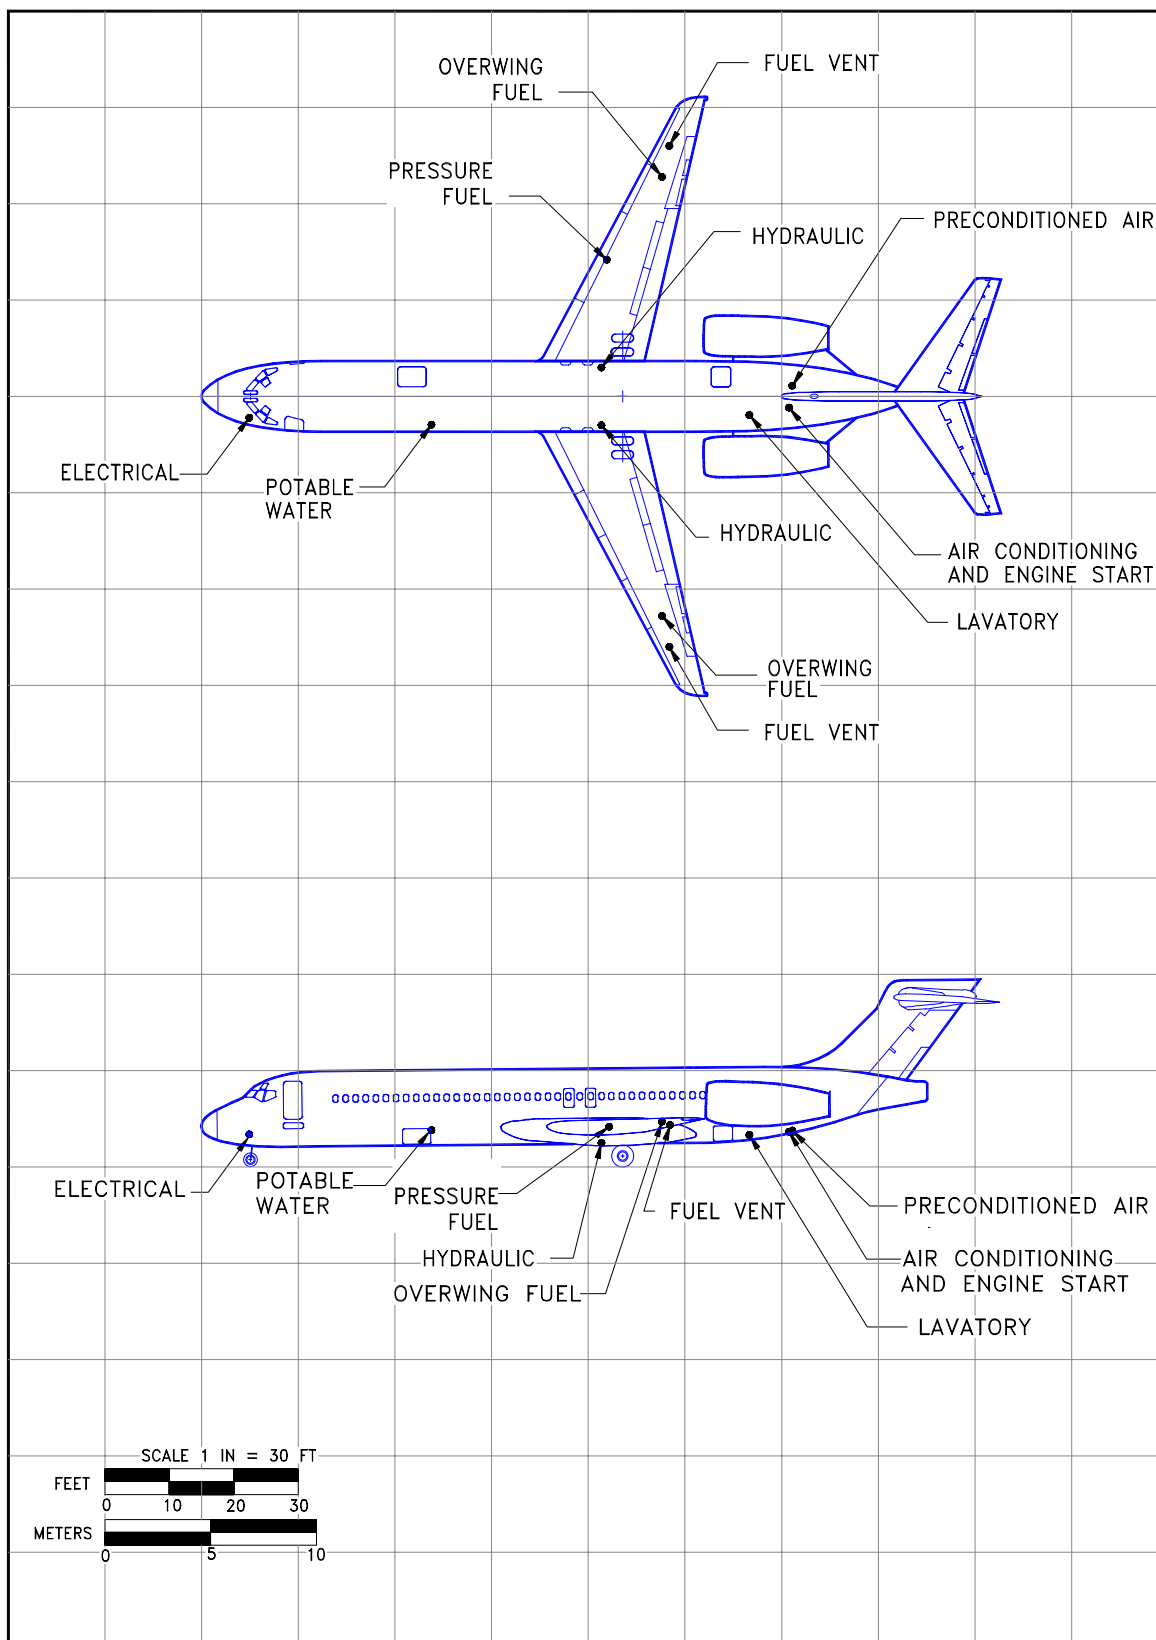 OVERWING
FUEL
FUEL VENT
PRESSURE
FUEL
PRECONDITIONED AIR
HYDRAULIC
ELECTRICAL
POTABLE
WATER
HYDRAULIC
AIR CONDITIONING
AND ENGINE START
LAVATORY
OVERWING
FUEL
FUEL VENT
ELECTRICAL
POTABLE
WATER
PRESSURE
FUEL
FUEL VENT
PRECONDITIONED AIR
HYDRAULIC
AIR CONDITIONING
AND ENGINE START
OVERWING FUEL
LAVATORY
SCALE 1 IN = 30 FT
FEET
0 10 20 30
METERS
0 5 10